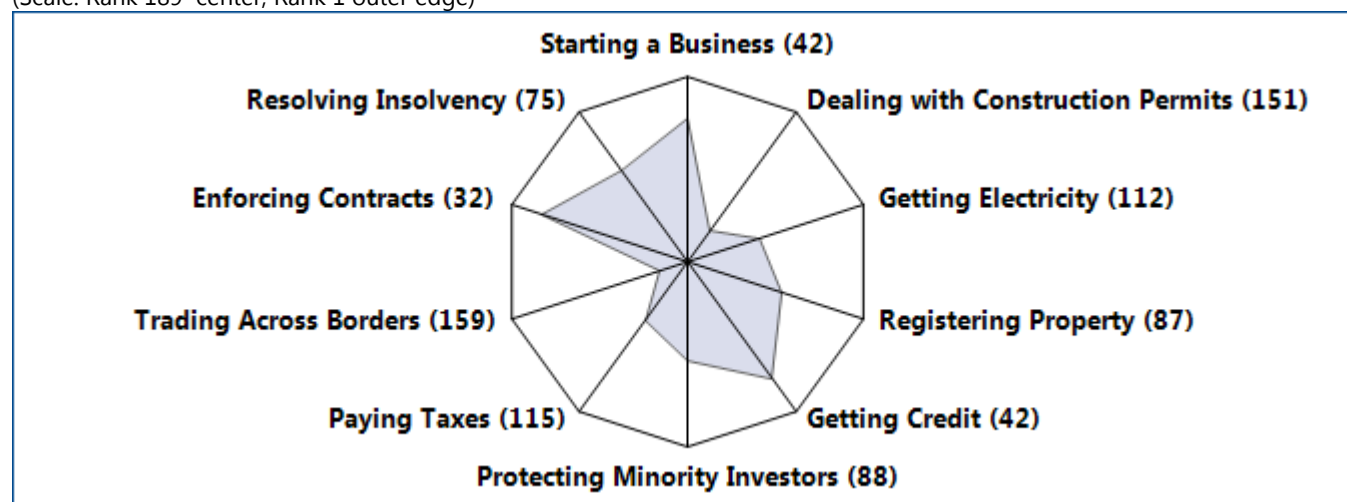 (Scale: Rank 189 center, Rank 1 outer edge)
Starting a Business (42)
Resolving Insolvency (75)
Dealing with Construction Permits (151)
Enforcing Contracts (32)
Getting Electricity (112)
Trading Across Borders (159)
Registering Property (87)
Paying Taxes (115)
Getting Credit (42)
Protecting Minority Investors (88)